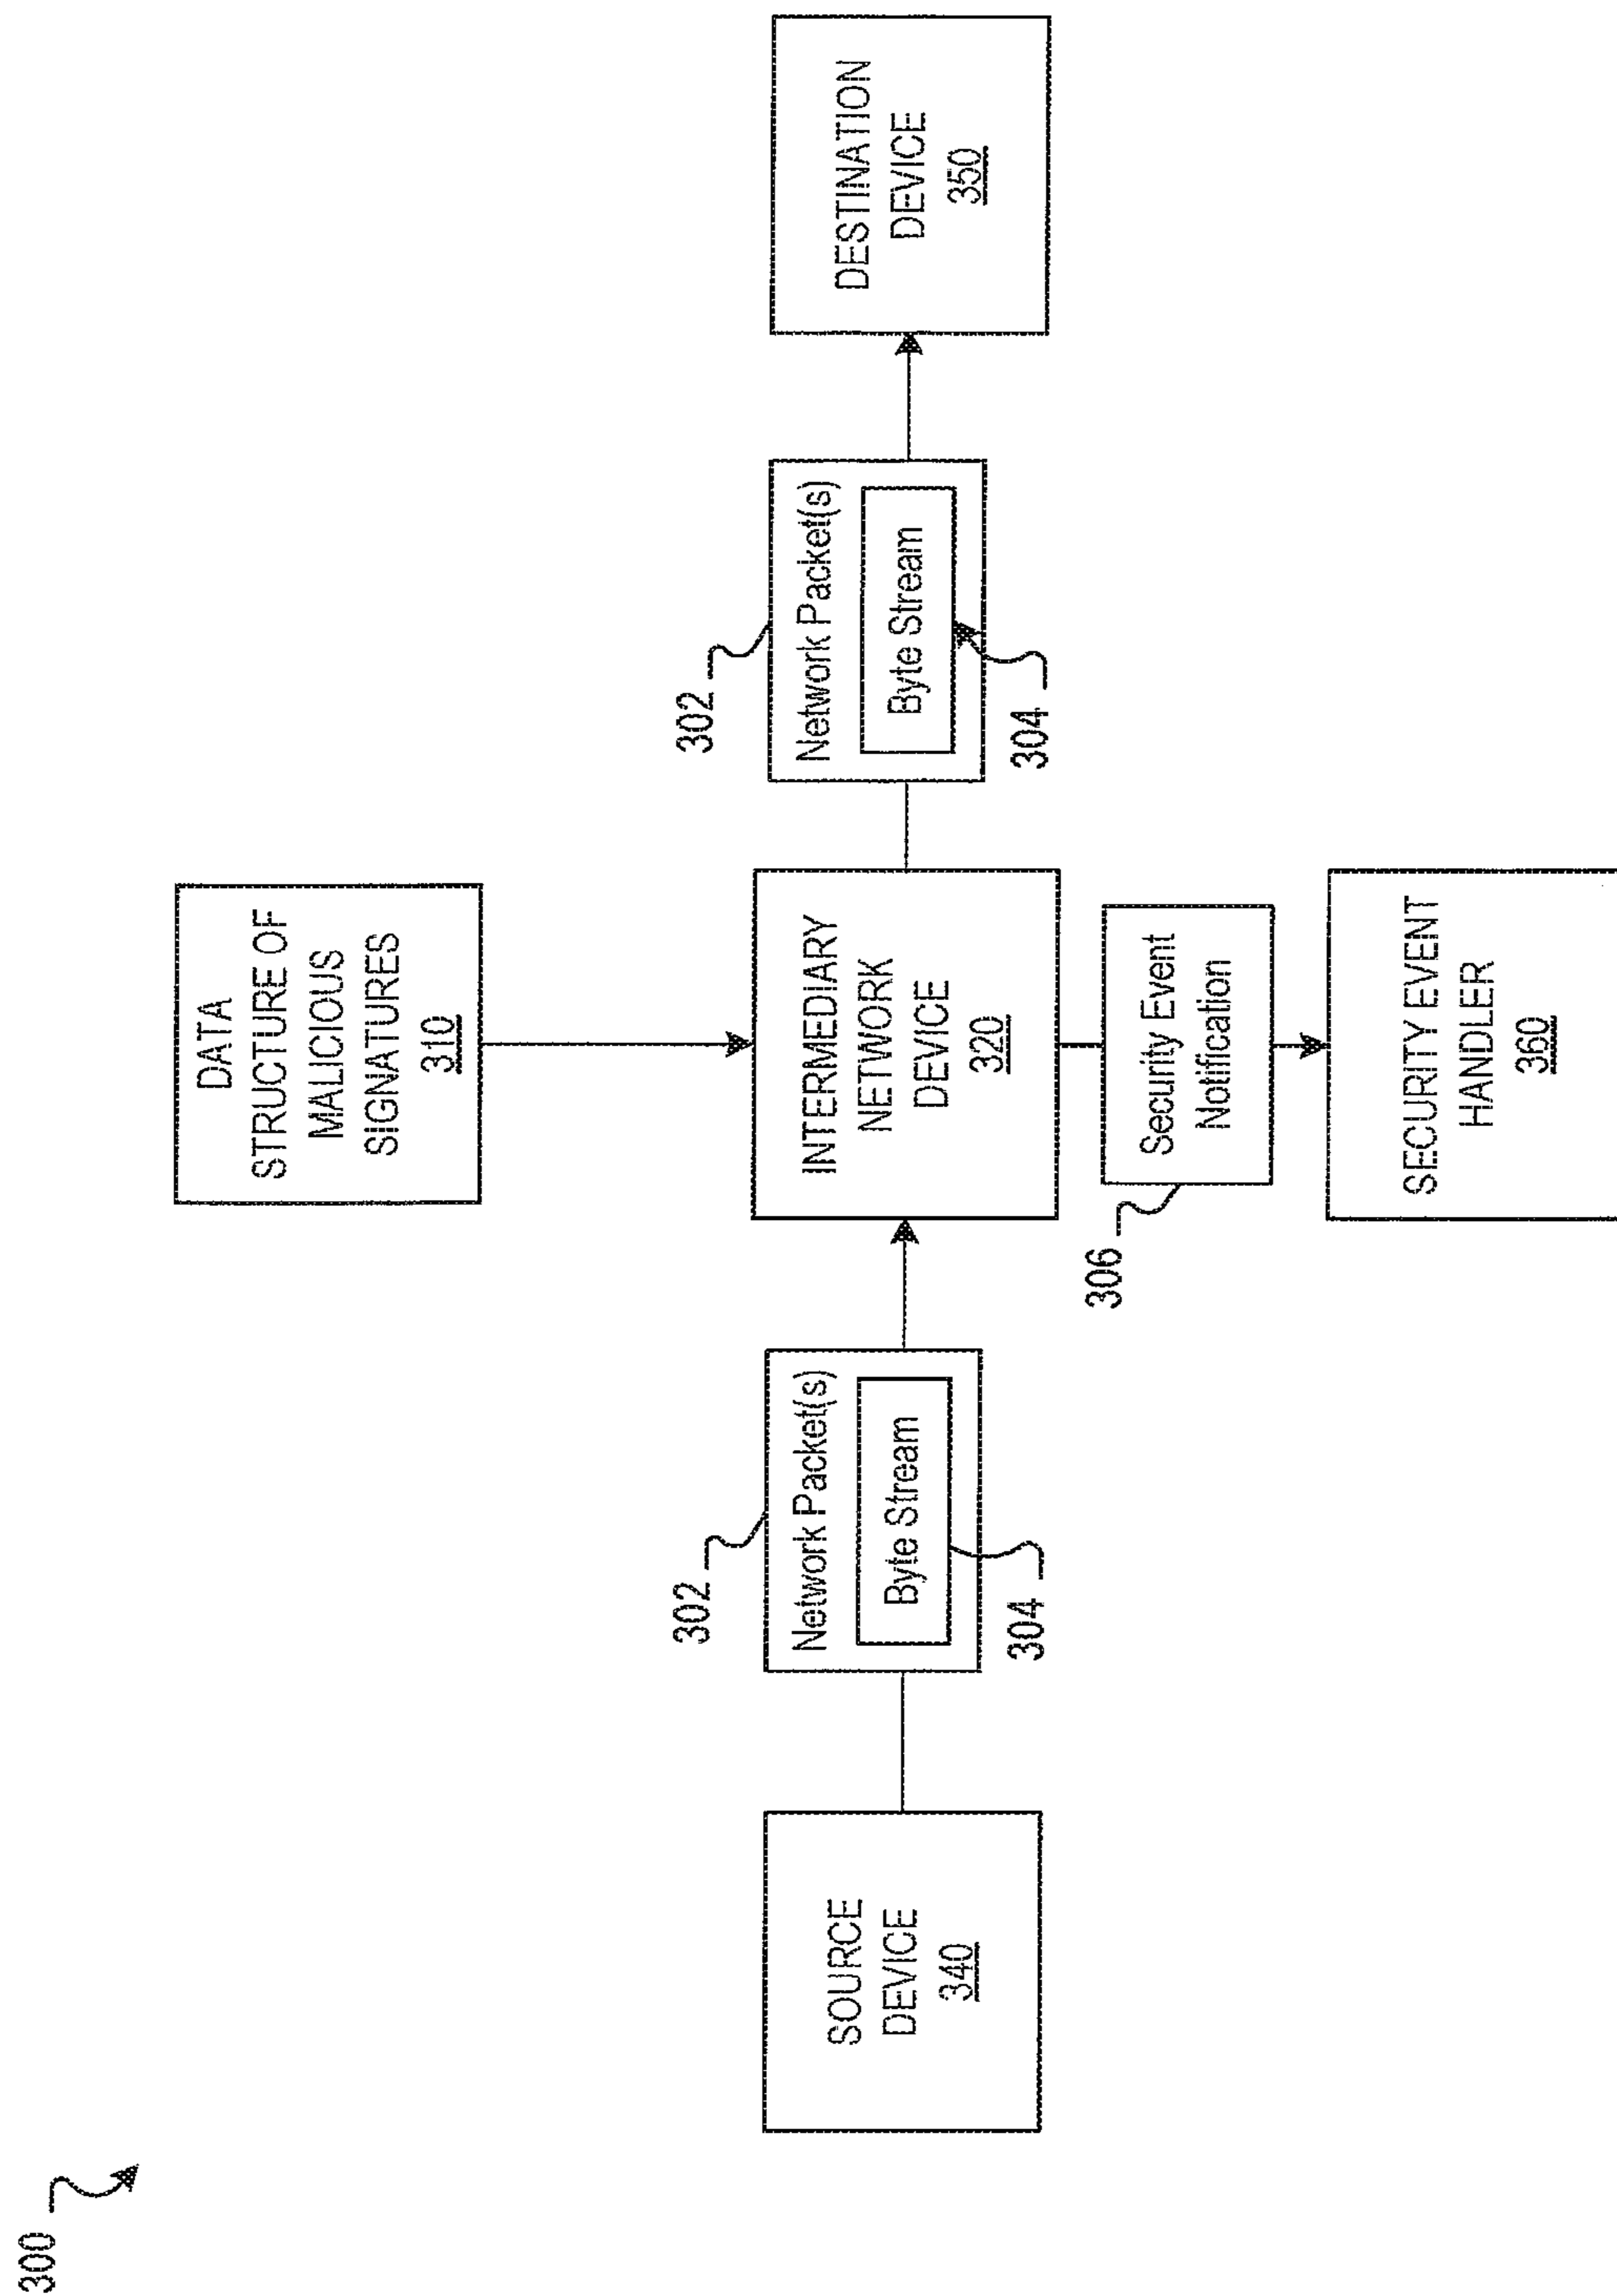 300
DATA
STRUCTURE OF
MALICIOUS
SIGNATURES
310
SOURCE
DEVICE
340
302
Network Packet(s)
Byte Stream
304
INTERMEDIARY
NETWORK
DEVICE
320
302
Network Packet(s)
Byte Stream
304
DESTINATION
DEVICE
350
306
Security Event
Notification
SECURITY EVENT
HANDLER
360